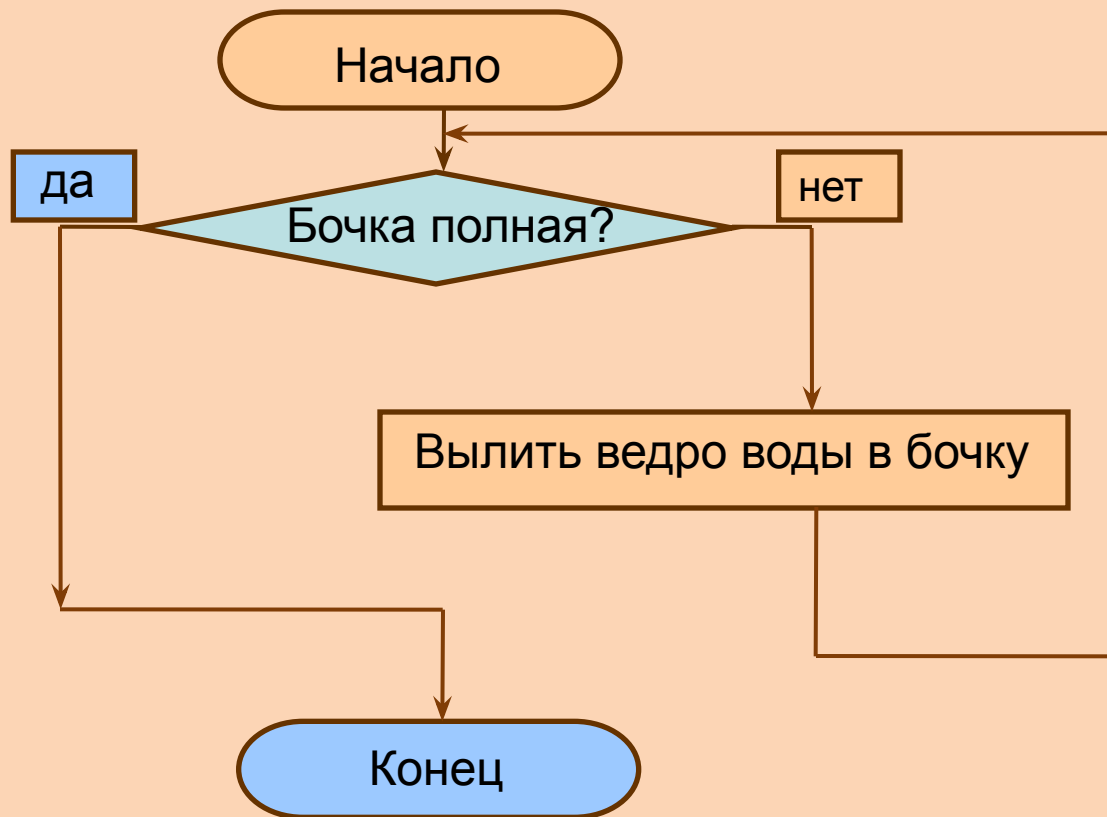 Начало
да
нет
Бочка полная?
Вылить ведро воды в бочку
Конец